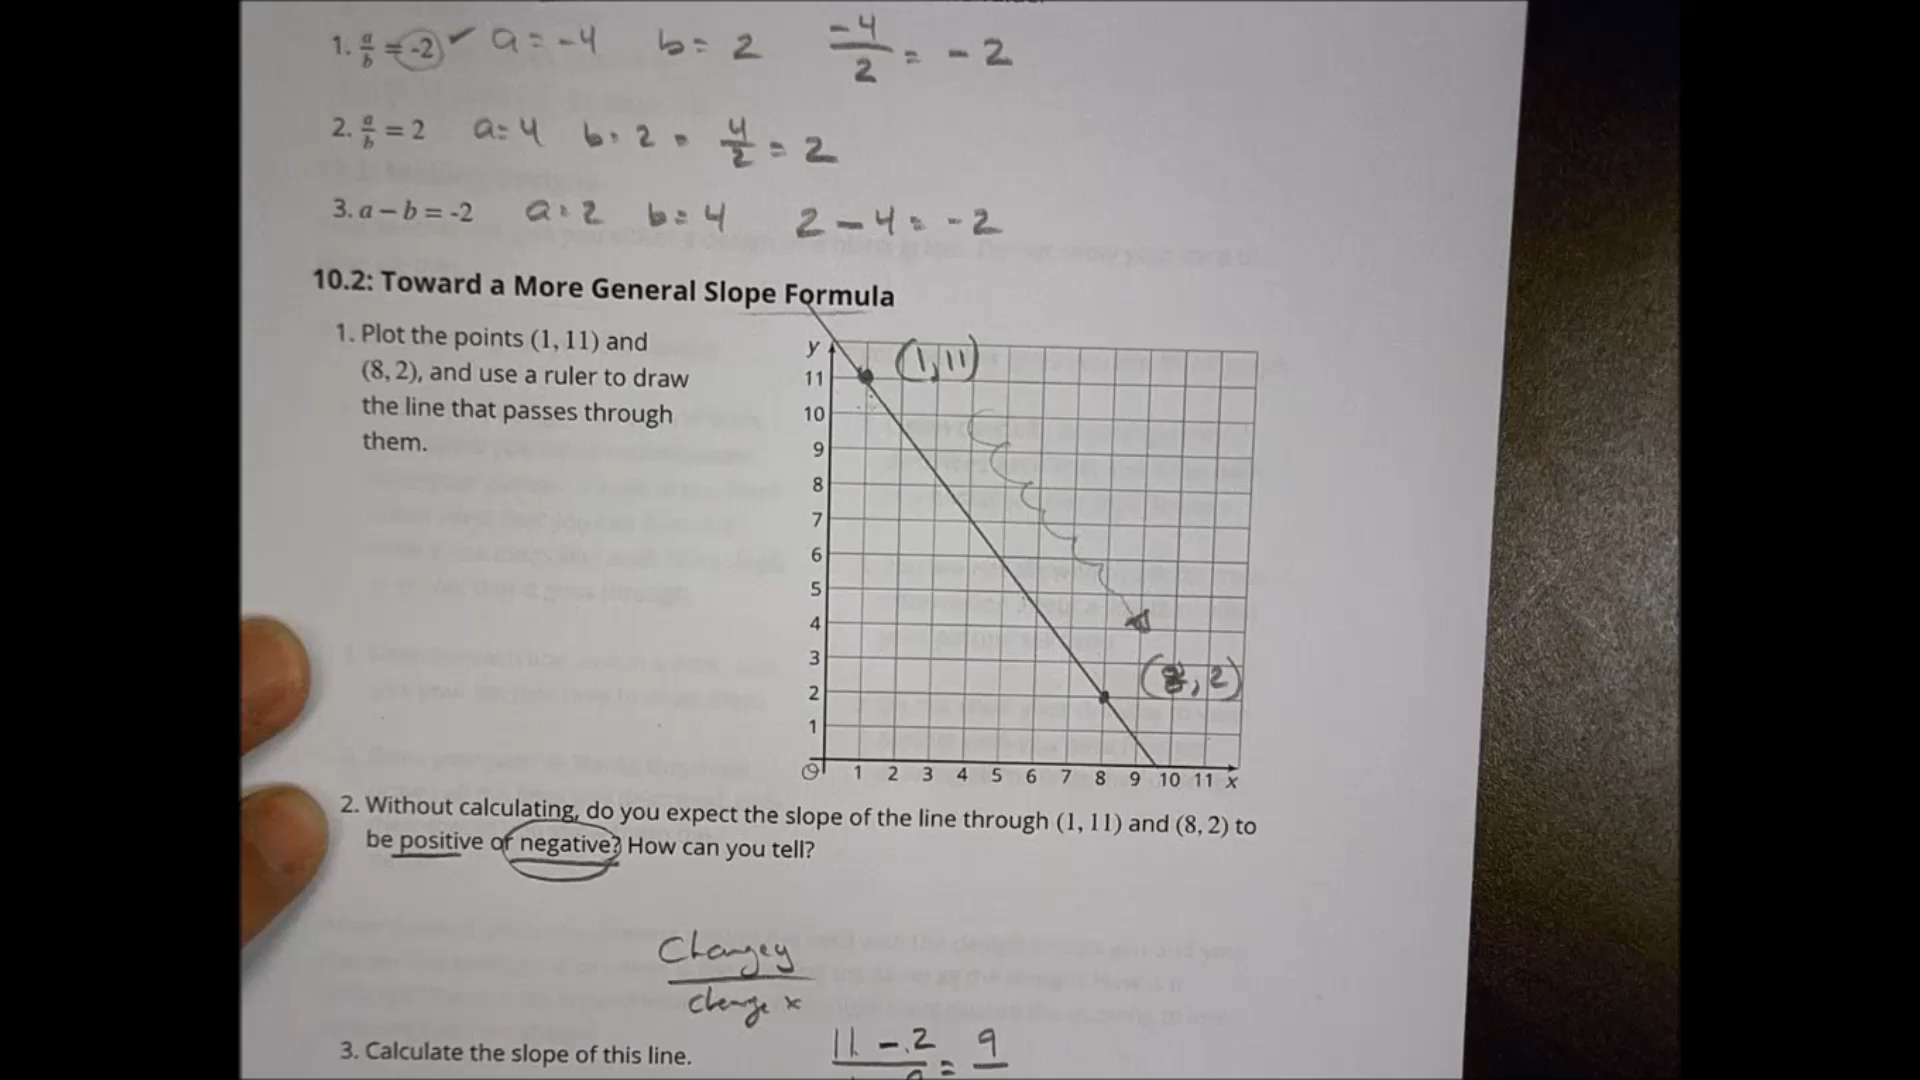 1. a/b = -2 ✓ a = -4 b = 2 -4/2 = -2
2. a/b = 2 a = 4 b = 2 4/2 = 2
3. a − b = -2 a = 2 b = 4 2 − 4 = -2
10.2: Toward a More General Slope Formula
1. Plot the points (1, 11) and
(8, 2), and use a ruler to draw
the line that passes through
them.
y
(1, 11)
11
10
9
8
7
6
5
4
3
(8, 2)
2
1
O 1 2 3 4 5 6 7 8 9 10 11 x
2. Without calculating, do you expect the slope of the line through (1, 11) and (8, 2) to
be positive or negative? How can you tell?
Change y
change x
3. Calculate the slope of this line. 11 - 2 = 9